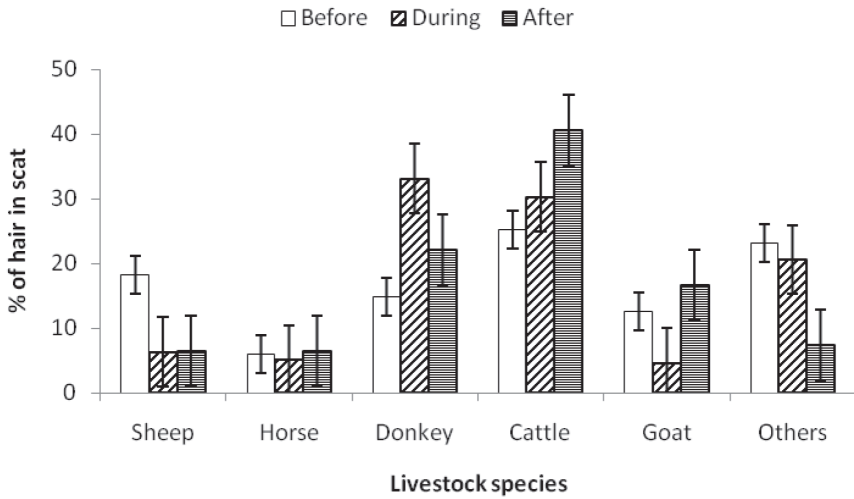 Before During After
50
40
30
20
10
0
% of hair in scat
Sheep Horse Donkey Cattle Goat Others
Livestock species